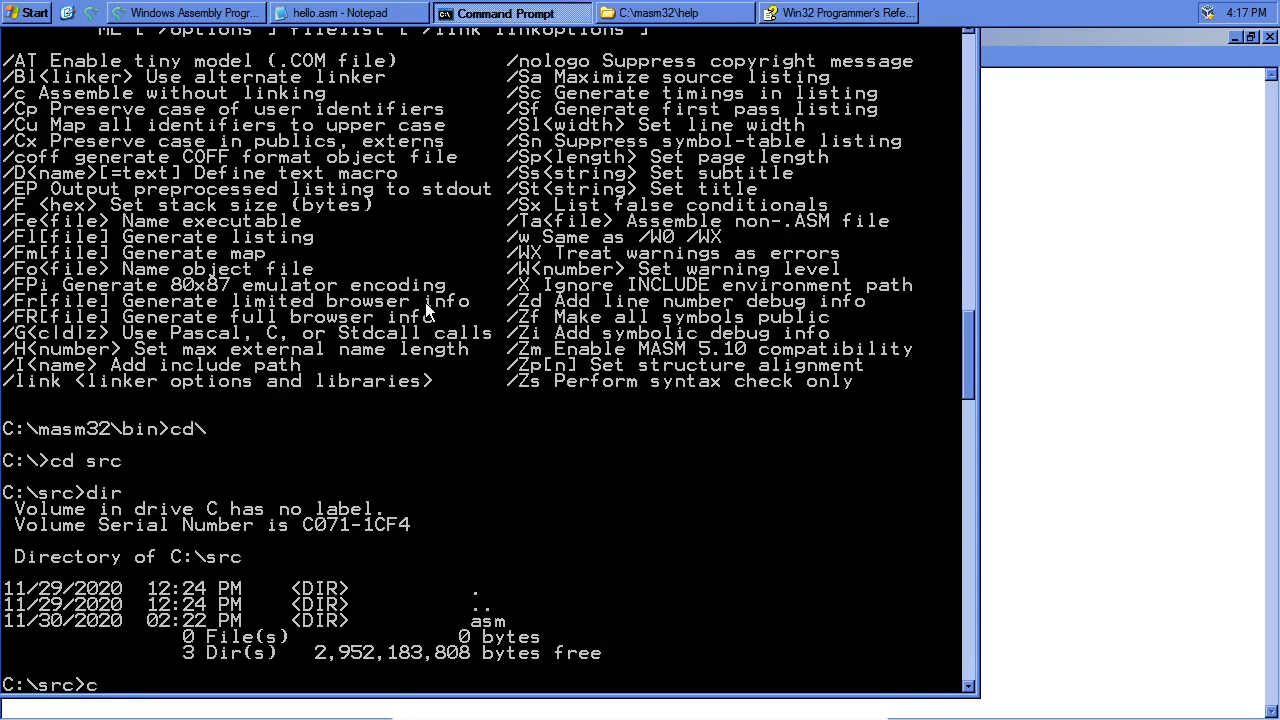 Start
Windows Assembly Progr...
hello.asm - Notepad
Command Prompt
C:\masm32\help
Win32 Programmer's Refe...
4:17 PM
ML [ /options ] filelist [ /link linkoptions ]
/AT Enable tiny model (.COM file) /nologo Suppress copyright message
/Bl<linker> Use alternate linker /Sa Maximize source listing
/c Assemble without linking /Sc Generate timings in listing
/Cp Preserve case of user identifiers /Sf Generate first pass listing
/Cu Map all identifiers to upper case /Sl<width> Set line width
/Cx Preserve case in publics, externs /Sn Suppress symbol-table listing
/coff generate COFF format object file /Sp<length> Set page length
/D<name>[=text] Define text macro /Ss<string> Set subtitle
/EP Output preprocessed listing to stdout /St<string> Set title
/F <hex> Set stack size (bytes) /Sx List false conditionals
/Fe<file> Name executable /Ta<file> Assemble non-.ASM file
/Fl[file] Generate listing /w Same as /W0 /WX
/Fm[file] Generate map /WX Treat warnings as errors
/Fo<file> Name object file /W<number> Set warning level
/FPi Generate 80x87 emulator encoding /X Ignore INCLUDE environment path
/Fr[file] Generate limited browser info /Zd Add line number debug info
/FR[file] Generate full browser info /Zf Make all symbols public
/G<c|d|z> Use Pascal, C, or Stdcall calls /Zi Add symbolic debug info
/H<number> Set max external name length /Zm Enable MASM 5.10 compatibility
/I<name> Add include path /Zp[n] Set structure alignment
/link <linker options and libraries> /Zs Perform syntax check only
C:\masm32\bin>cd\
C:\>cd src
C:\src>dir
Volume in drive C has no label.
Volume Serial Number is C071-1CF4
Directory of C:\src
11/29/2020 12:24 PM <DIR> .
11/29/2020 12:24 PM <DIR> ..
11/30/2020 02:22 PM <DIR> asm
0 File(s) 0 bytes
3 Dir(s) 2,952,183,808 bytes free
C:\src>c